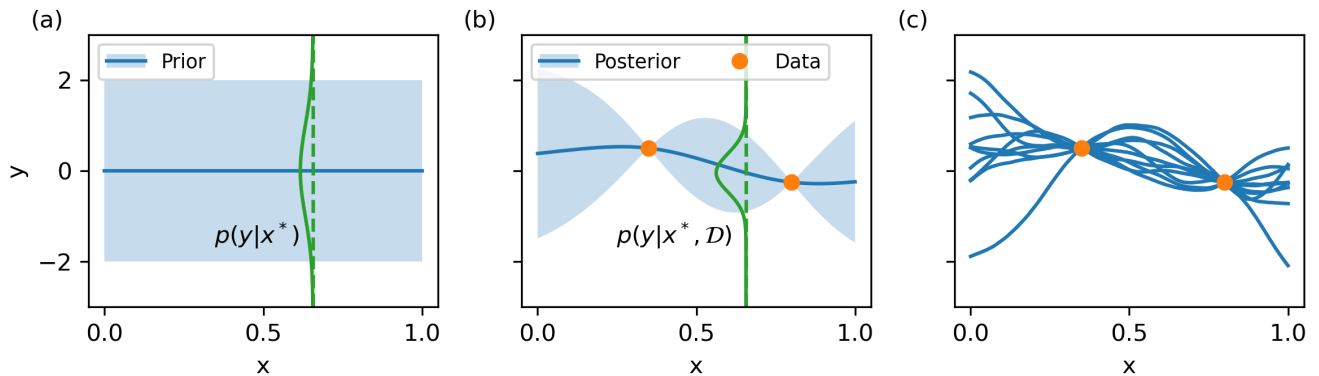 (a)
Prior
y
2
0
−2
p(y|x*)
0.0 0.5 1.0
x
(b)
Posterior Data
p(y|x*, 𝒟)
0.0 0.5 1.0
x
(c)
0.0 0.5 1.0
x